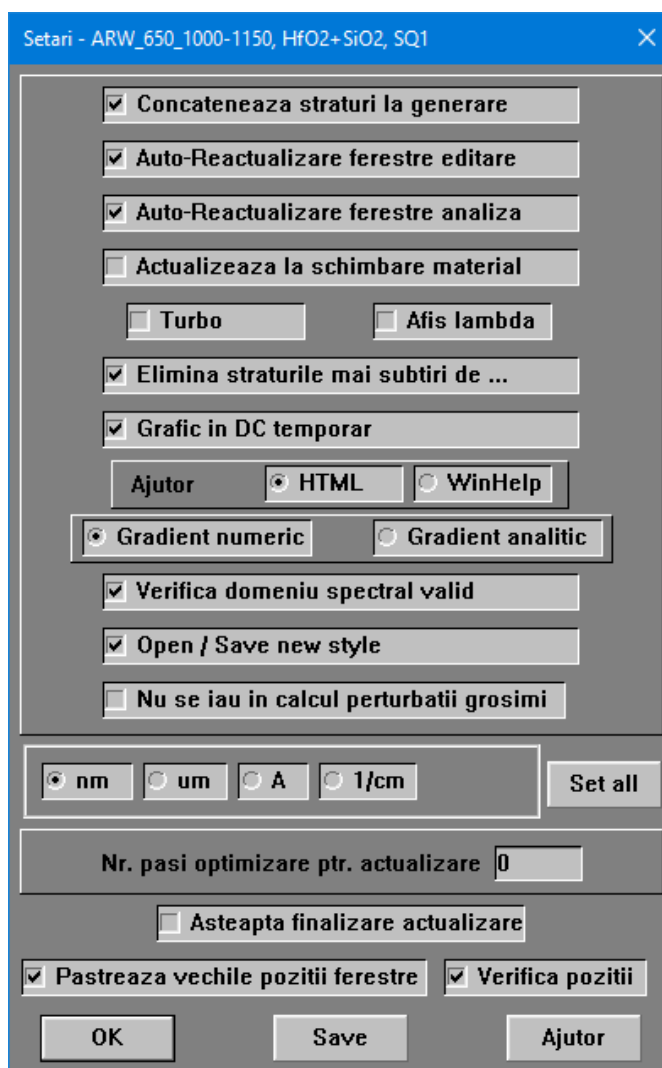 Setari - ARW_650_1000-1150, HfO2+SiO2, SQ1
Concateneaza straturi la generare
Auto-Reactualizare ferestre editare
Auto-Reactualizare ferestre analiza
Actualizeaza la schimbare material
Turbo Afis lambda
Elimina straturile mai subtiri de ...
Grafic in DC temporar
Ajutor HTML WinHelp
Gradient numeric Gradient analitic
Verifica domeniu spectral valid
Open / Save new style
Nu se iau in calcul perturbatii grosimi
nm um A 1/cm Set all
Nr. pasi optimizare ptr. actualizare 0
Asteapta finalizare actualizare
Pastreaza vechile pozitii ferestre Verifica pozitii
OK Save Ajutor